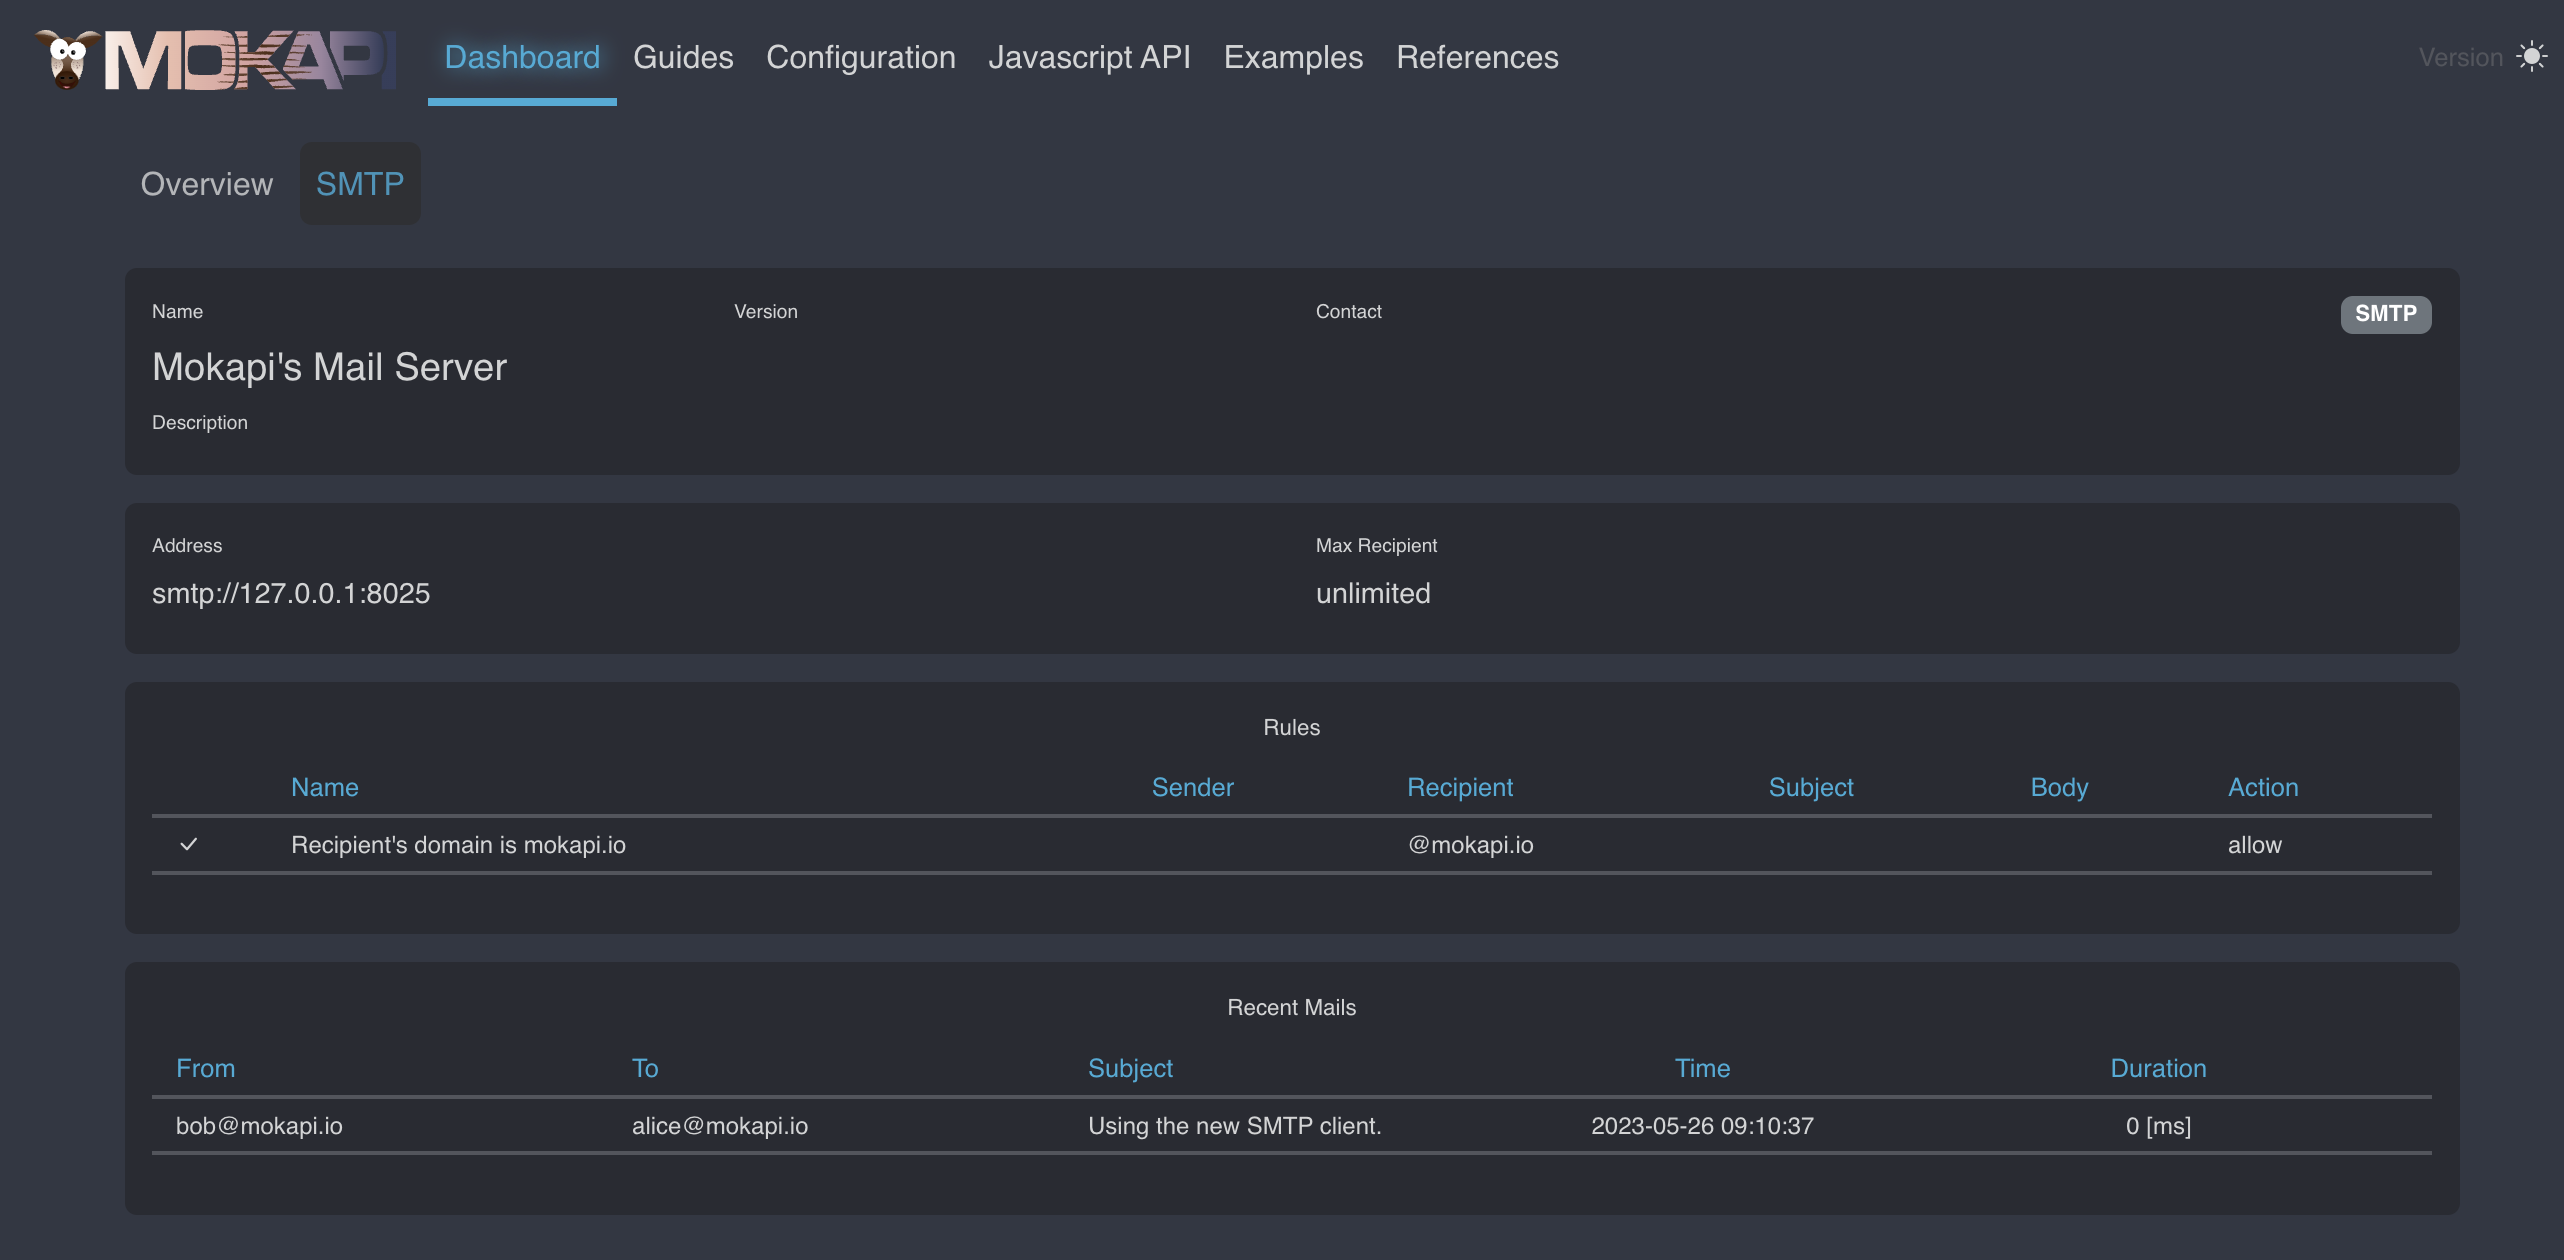 MOKAPI Dashboard Guides Configuration Javascript API Examples References Version
Overview SMTP
Name Version Contact SMTP
Mokapi's Mail Server
Description
Address Max Recipient
smtp://127.0.0.1:8025 unlimited
Rules
Name Sender Recipient Subject Body Action
Recipient's domain is mokapi.io @mokapi.io allow
Recent Mails
From To Subject Time Duration
bob@mokapi.io alice@mokapi.io Using the new SMTP client. 2023-05-26 09:10:37 0 [ms]